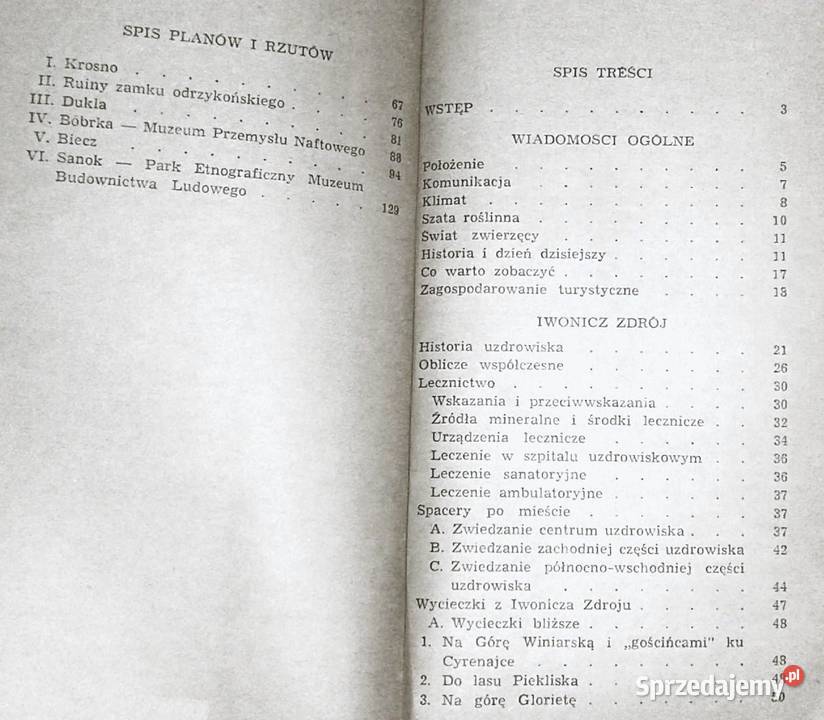 SPIS PLANÓW I RZUTÓW
I. Krosno . . . . . . . . . . 67
II. Ruiny zamku odrzykońskiego . . . . 76
III. Dukla . . . . . . . . . . 81
IV. Bóbrka — Muzeum Przemysłu Naftowego 88
V. Biecz . . . . . . . . . . 94
VI. Sanok — Park Etnograficzny Muzeum
Budownictwa Ludowego . . . . . 129
SPIS TREŚCI
WSTĘP . . . . . . . . . . 3
WIADOMOSCI OGÓLNE
Położenie . . . . . . . . . 5
Komunikacja . . . . . . . . 7
Klimat . . . . . . . . . . 8
Szata roślinna . . . . . . . . 10
Świat zwierzęcy . . . . . . . 11
Historia i dzień dzisiejszy . . . . . 11
Co warto zobaczyć . . . . . . . 17
Zagospodarowanie turystyczne . . . . 18
IWONICZ ZDRÓJ
Historia uzdrowiska . . . . . . 21
Oblicze współczesne . . . . . . 26
Lecznictwo . . . . . . . . . 30
Wskazania i przeciwwskazania . . . . 30
Źródła mineralne i środki lecznicze . . 32
Urządzenia lecznicze . . . . . 34
Leczenie w szpitalu uzdrowiskowym . . 36
Leczenie sanatoryjne . . . . . . 36
Leczenie ambulatoryjne . . . . . . 37
Spacery po mieście . . . . . . 37
A. Zwiedzanie centrum uzdrowiska . . . 37
B. Zwiedzanie zachodniej części uzdrowiska 42
C. Zwiedzanie północno-wschodniej części
uzdrowiska . . . . . . . 44
Wycieczki z Iwonicza Zdroju . . . . . 47
A. Wycieczki bliższe . . . . . . 48
1. Na Górę Winiarską i „gościńcami" ku
Cyrenajce . . . . . . . . 48
2. Do lasu Piekliska . . . . . .
3. Na górę Glorietę . . . . . .
Sprzedajemy.pl